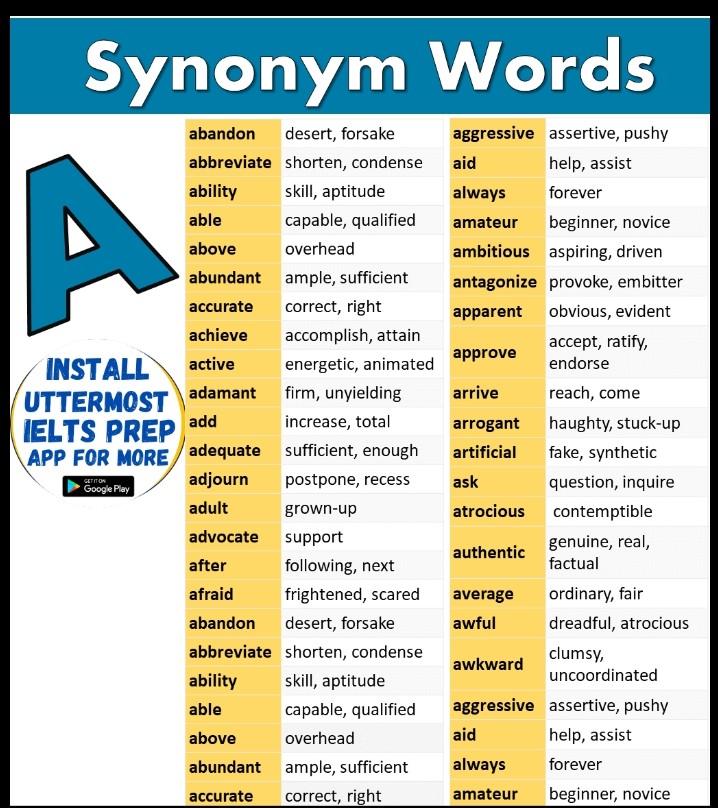 Synonym Words
A
INSTALL
UTTERMOST
IELTS PREP
APP FOR MORE
GET IT ON
Google Play
abandon desert, forsake
abbreviate shorten, condense
ability skill, aptitude
able capable, qualified
above overhead
abundant ample, sufficient
accurate correct, right
achieve accomplish, attain
active energetic, animated
adamant firm, unyielding
add increase, total
adequate sufficient, enough
adjourn postpone, recess
adult grown-up
advocate support
after following, next
afraid frightened, scared
abandon desert, forsake
abbreviate shorten, condense
ability skill, aptitude
able capable, qualified
above overhead
abundant ample, sufficient
accurate correct, right
aggressive assertive, pushy
aid help, assist
always forever
amateur beginner, novice
ambitious aspiring, driven
antagonize provoke, embitter
apparent obvious, evident
approve accept, ratify,
endorse
arrive reach, come
arrogant haughty, stuck-up
artificial fake, synthetic
ask question, inquire
atrocious contemptible
authentic genuine, real,
factual
average ordinary, fair
awful dreadful, atrocious
awkward clumsy,
uncoordinated
aggressive assertive, pushy
aid help, assist
always forever
amateur beginner, novice